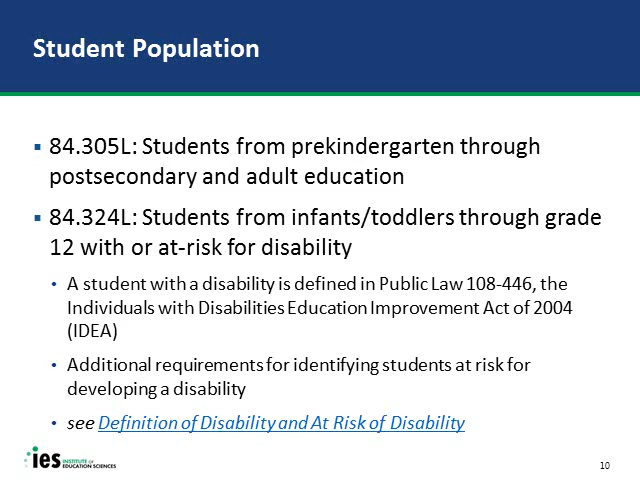 Student Population
▪ 84.305L: Students from prekindergarten through
postsecondary and adult education
▪ 84.324L: Students from infants/toddlers through grade
12 with or at-risk for disability
• A student with a disability is defined in Public Law 108-446, the
Individuals with Disabilities Education Improvement Act of 2004
(IDEA)
• Additional requirements for identifying students at risk for
developing a disability
• see Definition of Disability and At Risk of Disability
ies INSTITUTE OF
EDUCATION SCIENCES
10